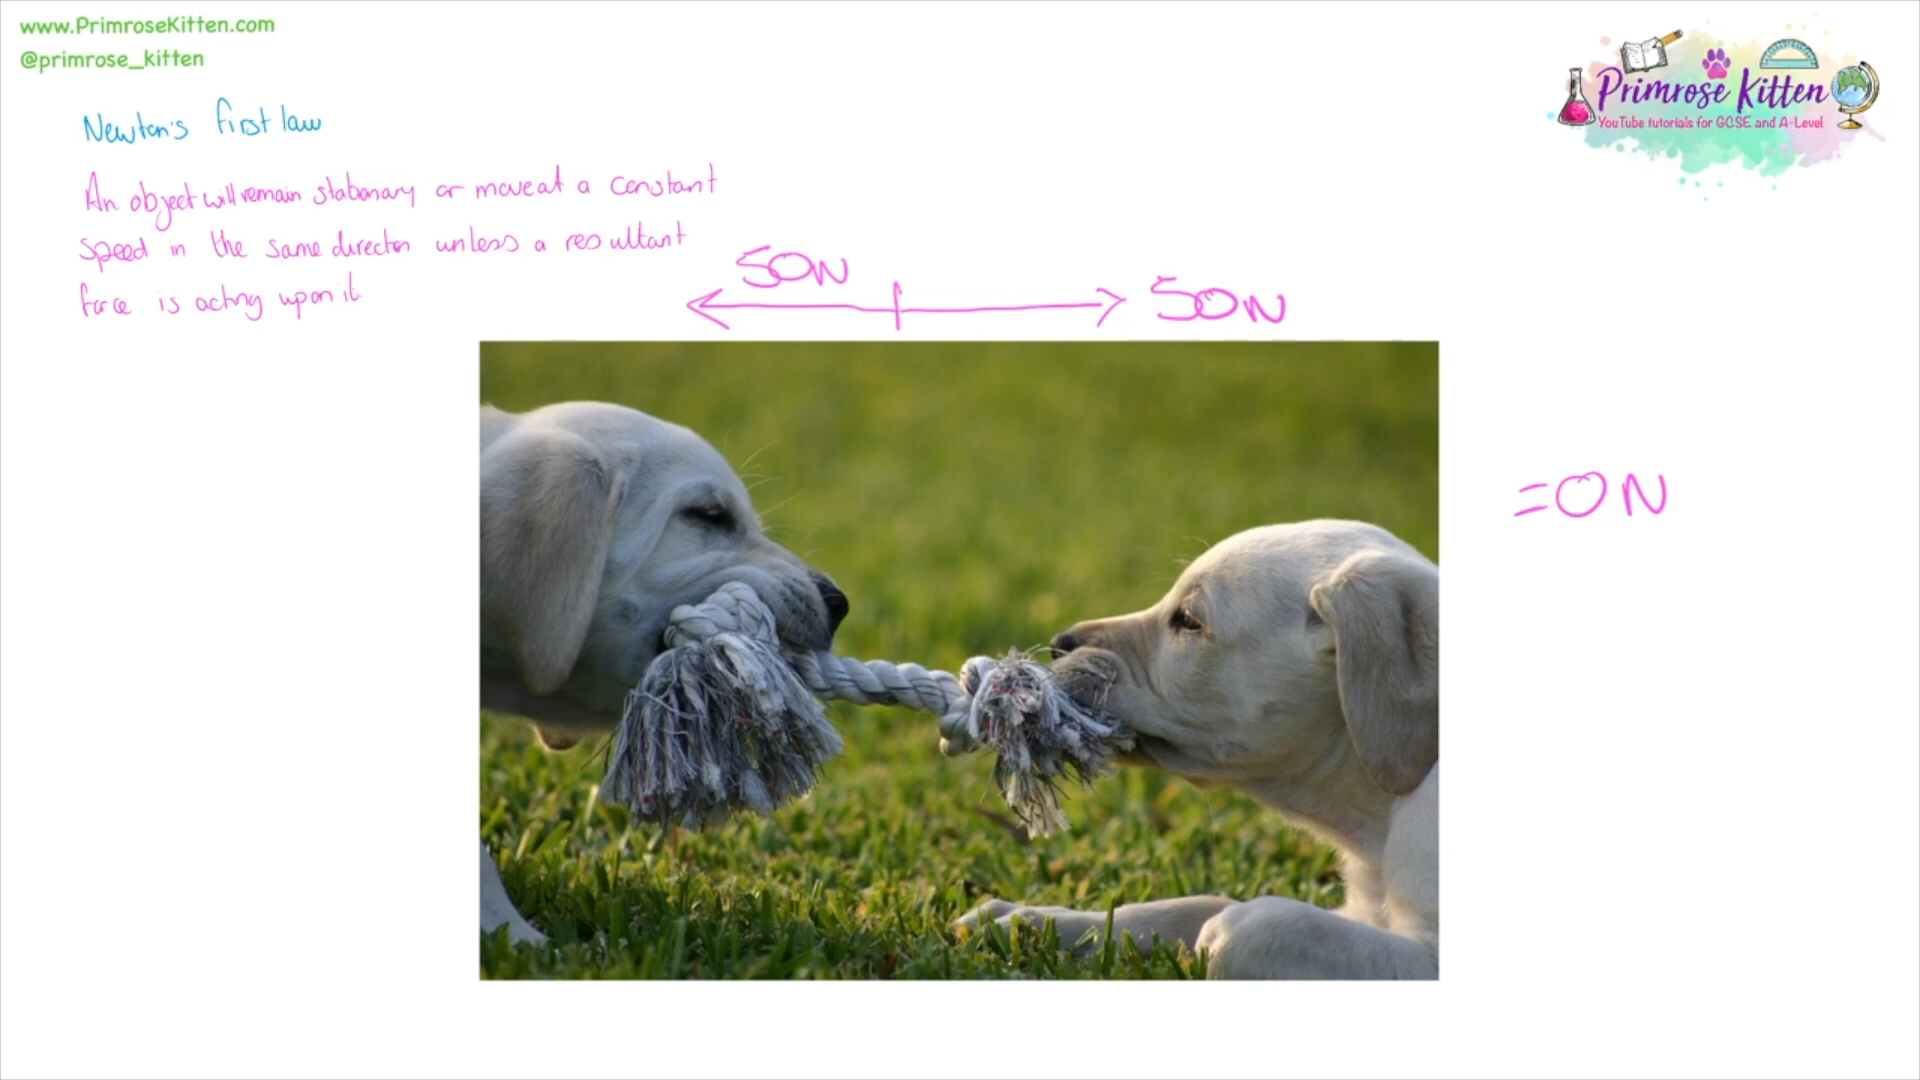 www.PrimroseKitten.com
@primrose_kitten
Primrose Kitten
YouTube tutorials for GCSE and A-Level
Newton's first law
An object will remain stationary or move at a constant
speed in the same direction unless a resultant
force is acting upon it.
50N
50N
=0N